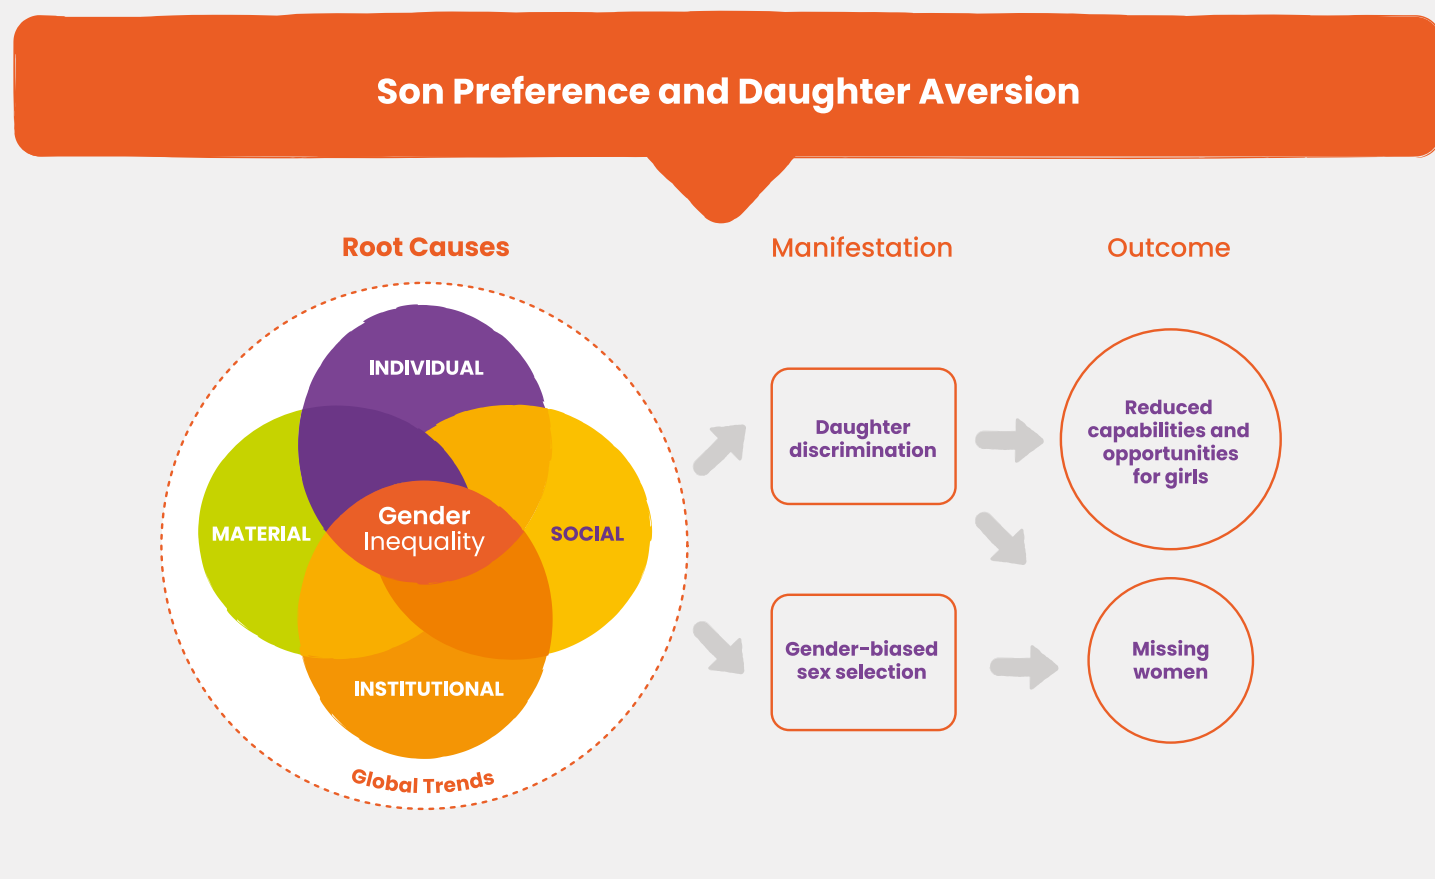 Son Preference and Daughter Aversion
Root Causes
Manifestation
Outcome
INDIVIDUAL
MATERIAL
Gender
Inequality
SOCIAL
INSTITUTIONAL
Global Trends
Daughter
discrimination
Gender-biased
sex selection
Reduced
capabilities and
opportunities
for girls
Missing
women